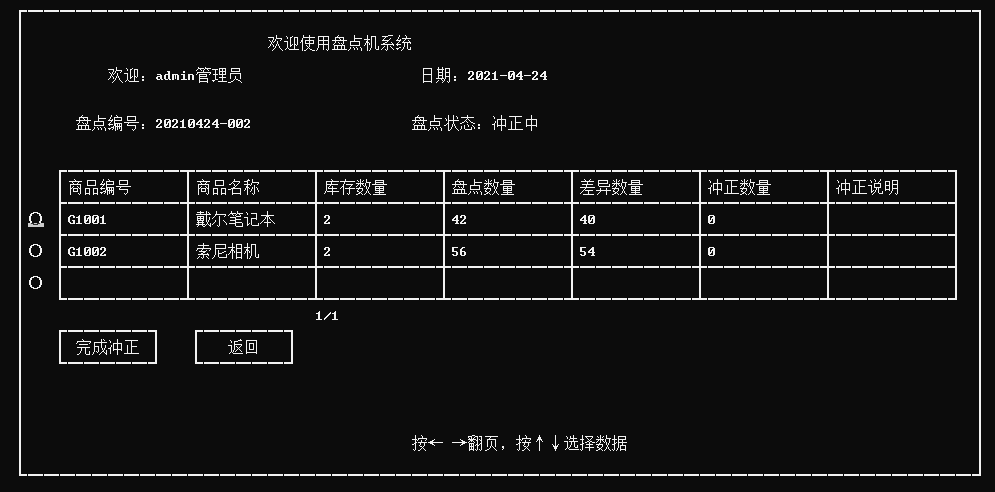 欢迎使用盘点机系统
欢迎：admin管理员 日期：2021-04-24
盘点编号：20210424-002 盘点状态：冲正中
商品编号 商品名称 库存数量 盘点数量 差异数量 冲正数量 冲正说明
O G1001 戴尔笔记本 2 42 40 0
O G1002 索尼相机 2 56 54 0
O
1/1
完成冲正 返回
按← →翻页，按↑↓选择数据